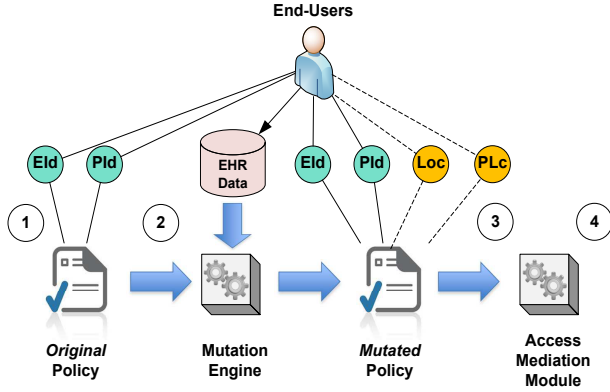 End-Users
EId
PId
EHR
Data
EId
PId
Loc
PLc
1
2
3
4
Original
Policy
Mutation
Engine
Mutated
Policy
Access
Mediation
Module